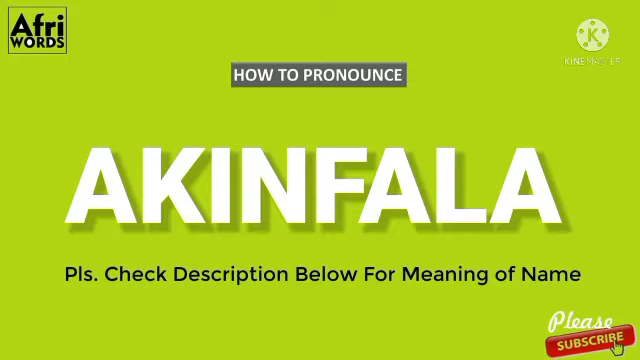 Afri
WORDS
KINEMASTER
HOW TO PRONOUNCE
AKINFALA
Pls. Check Description Below For Meaning of Name
Please
SUBSCRIBE